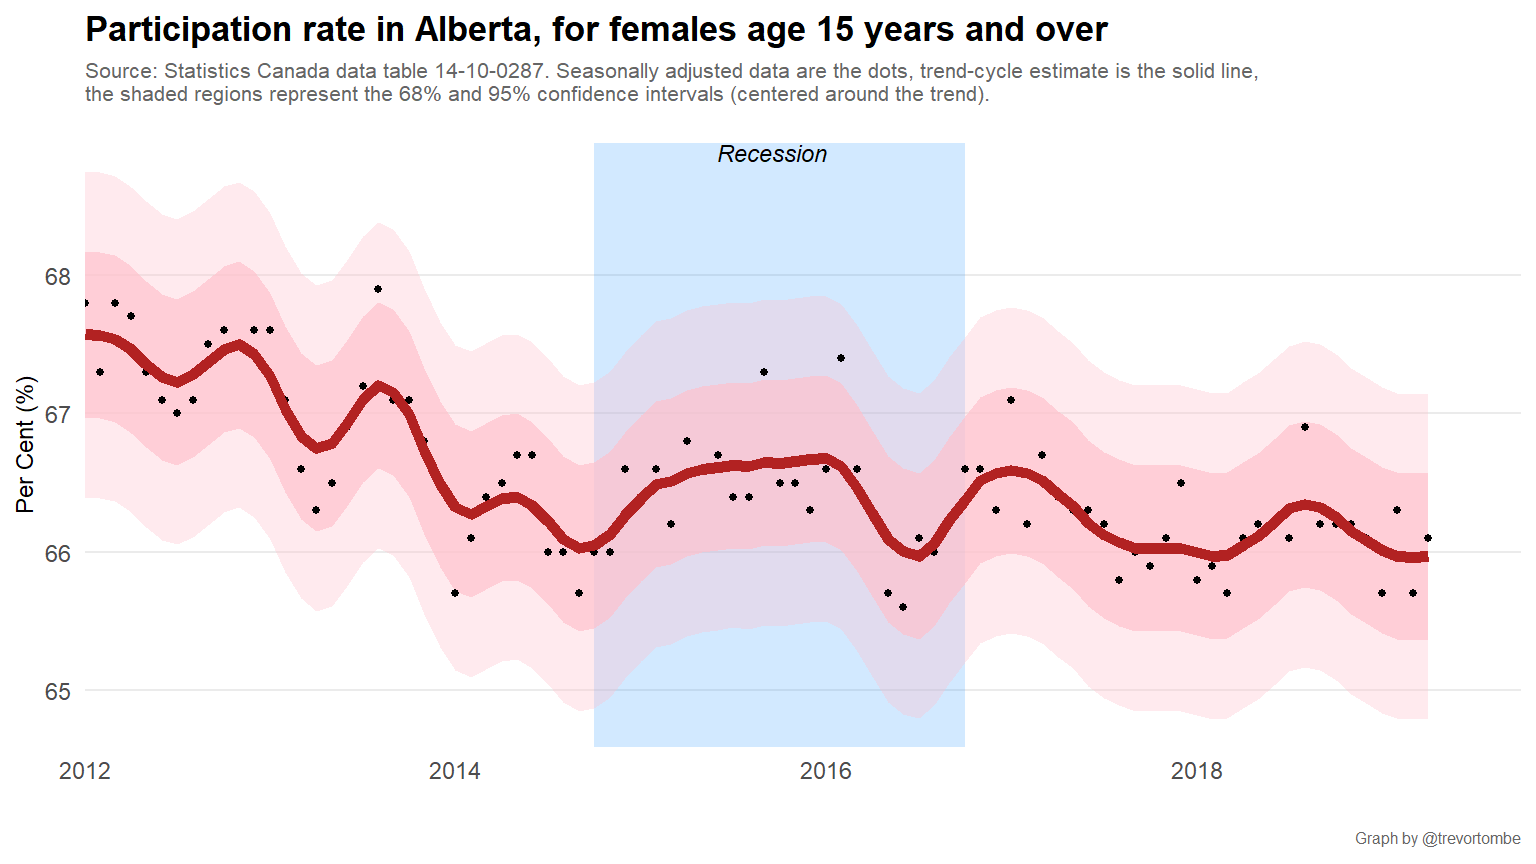 Participation rate in Alberta, for females age 15 years and over
Source: Statistics Canada data table 14-10-0287. Seasonally adjusted data are the dots, trend-cycle estimate is the solid line,
the shaded regions represent the 68% and 95% confidence intervals (centered around the trend).
Recession
68
67
66
65
Per Cent (%)
2012 2014 2016 2018
Graph by @trevortombe